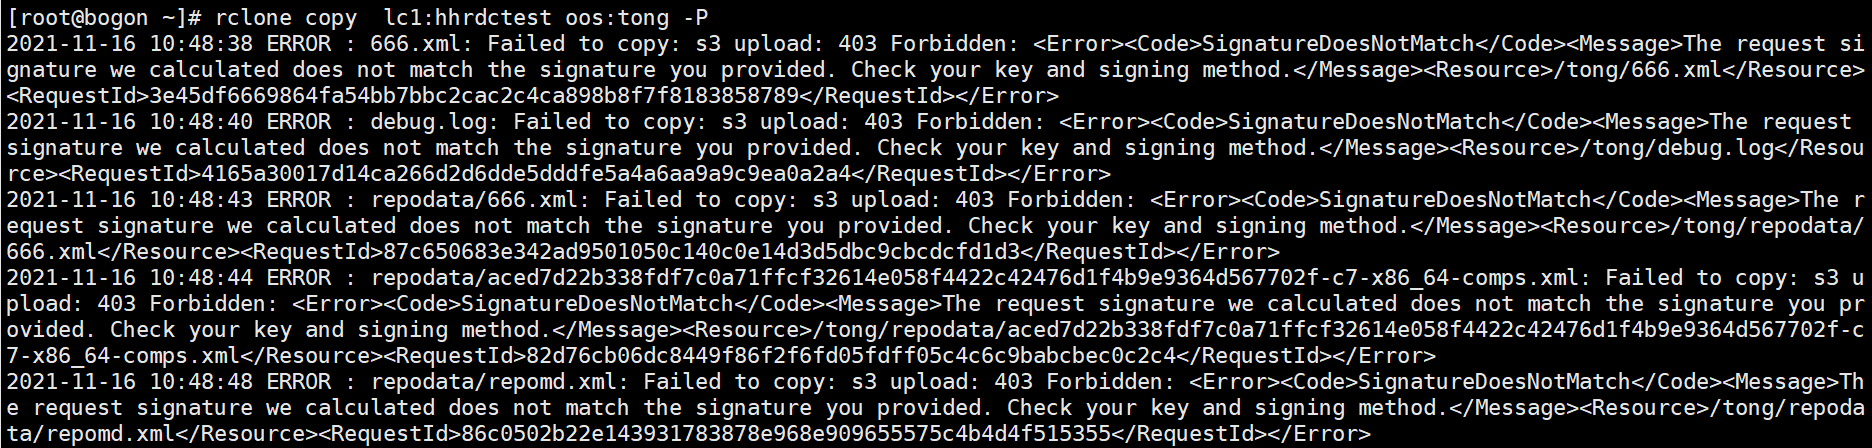 [root@bogon ~]# rclone copy  lc1:hhrdctest oos:tong -P
2021-11-16 10:48:38 ERROR : 666.xml: Failed to copy: s3 upload: 403 Forbidden: <Error><Code>SignatureDoesNotMatch</Code><Message>The request si
gnature we calculated does not match the signature you provided. Check your key and signing method.</Message><Resource>/tong/666.xml</Resource>
<RequestId>3e45df6669864fa54bb7bbc2cac2c4ca898b8f7f8183858789</RequestId></Error>
2021-11-16 10:48:40 ERROR : debug.log: Failed to copy: s3 upload: 403 Forbidden: <Error><Code>SignatureDoesNotMatch</Code><Message>The request 
signature we calculated does not match the signature you provided. Check your key and signing method.</Message><Resource>/tong/debug.log</Resou
rce><RequestId>4165a30017d14ca266d2d6dde5dddfe5a4a6aa9a9c9ea0a2a4</RequestId></Error>
2021-11-16 10:48:43 ERROR : repodata/666.xml: Failed to copy: s3 upload: 403 Forbidden: <Error><Code>SignatureDoesNotMatch</Code><Message>The r
equest signature we calculated does not match the signature you provided. Check your key and signing method.</Message><Resource>/tong/repodata/
666.xml</Resource><RequestId>87c650683e342ad9501050c140c0e14d3d5dbc9cbcdcfd1d3</RequestId></Error>
2021-11-16 10:48:44 ERROR : repodata/aced7d22b338fdf7c0a71ffcf32614e058f4422c42476d1f4b9e9364d567702f-c7-x86_64-comps.xml: Failed to copy: s3 u
pload: 403 Forbidden: <Error><Code>SignatureDoesNotMatch</Code><Message>The request signature we calculated does not match the signature you pr
ovided. Check your key and signing method.</Message><Resource>/tong/repodata/aced7d22b338fdf7c0a71ffcf32614e058f4422c42476d1f4b9e9364d567702f-c
7-x86_64-comps.xml</Resource><RequestId>82d76cb06dc8449f86f2f6fd05fdff05c4c6c9babcbec0c2c4</RequestId></Error>
2021-11-16 10:48:48 ERROR : repodata/repomd.xml: Failed to copy: s3 upload: 403 Forbidden: <Error><Code>SignatureDoesNotMatch</Code><Message>Th
e request signature we calculated does not match the signature you provided. Check your key and signing method.</Message><Resource>/tong/repoda
ta/repomd.xml</Resource><RequestId>86c0502b22e143931783878e968e909655575c4b4d4f515355</RequestId></Error>